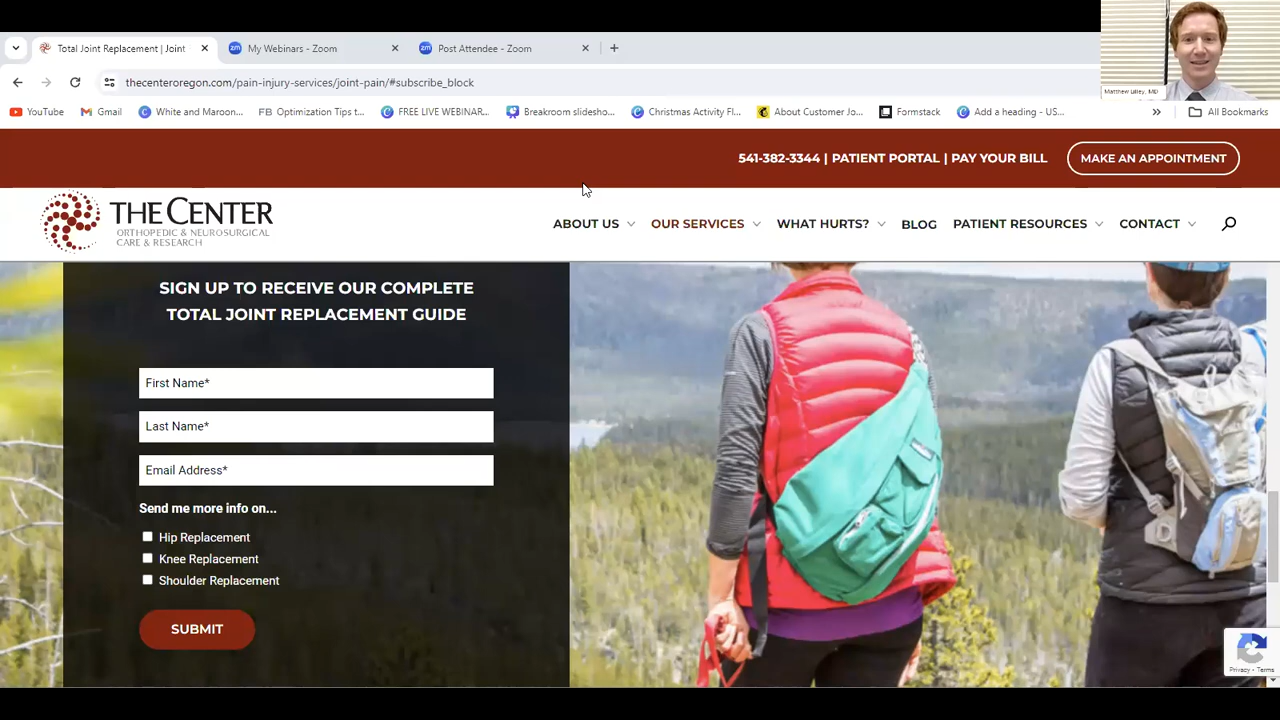 Total Joint Replacement | Joint
My Webinars - Zoom
Post Attendee - Zoom
thecenteroregon.com/pain-injury-services/joint-pain/#subscribe_blog
YouTube
Gmail
White and Maroon...
FB Optimization Tips t...
FREE LIVE WEBINAR...
Breakroom slidesho...
Christmas Activity Fl...
About Customer Jo...
Formstack
Add a heading - US...
All Bookmarks
Matthew Lilley, MD
541-382-3344 | PATIENT PORTAL | PAY YOUR BILL
MAKE AN APPOINTMENT
THE CENTER
ORTHOPEDIC & NEUROSURGICAL
CARE & RESEARCH
ABOUT US
OUR SERVICES
WHAT HURTS?
BLOG
PATIENT RESOURCES
CONTACT
SIGN UP TO RECEIVE OUR COMPLETE
TOTAL JOINT REPLACEMENT GUIDE
First Name*
Last Name*
Email Address*
Send me more info on...
Hip Replacement
Knee Replacement
Shoulder Replacement
SUBMIT
Privacy - Terms